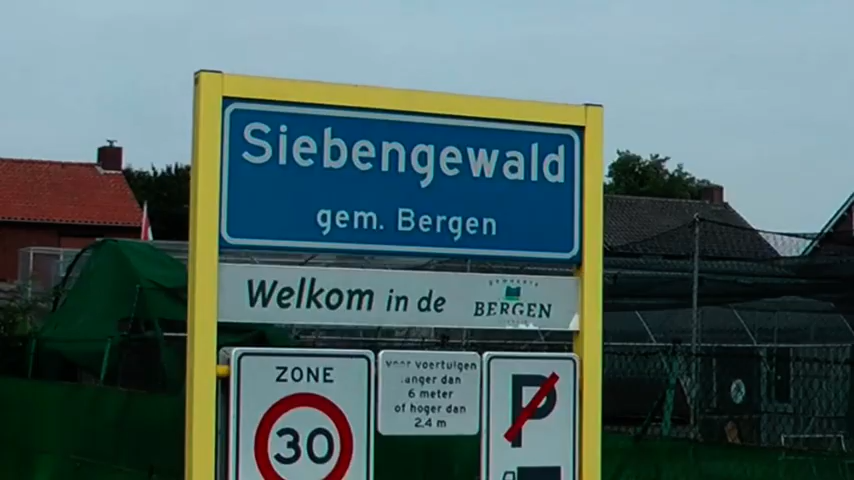 Siebengewald
gem. Bergen
Welkom in de
GEMEENTE
BERGEN
ZONE
30
voor voertuigen
langer dan
6 meter
of hoger dan
2,4 m
P